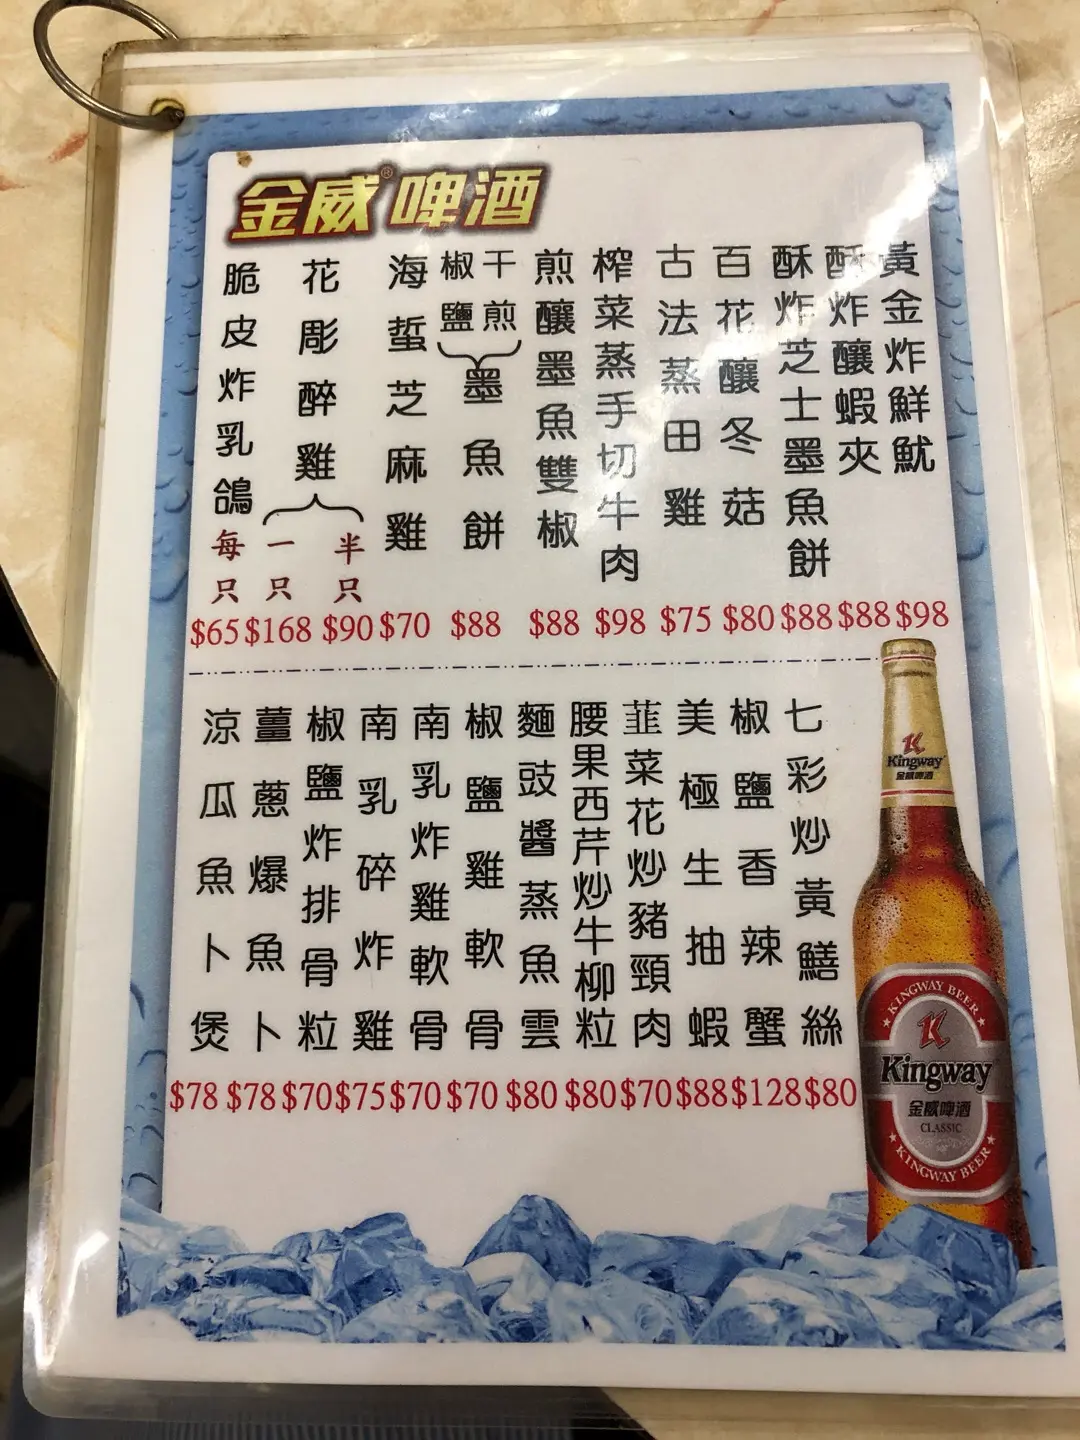 金威®啤酒
黃金炸鮮魷 $98
酥炸釀蝦夾 $88
酥炸芝士墨魚餅 $88
百花釀冬菇 $80
古法蒸田雞 $75
榨菜蒸手切牛肉 $98
煎釀墨魚雙椒 $88
干煎 椒鹽 墨魚餅 $88
海蜇芝麻雞 $70
花彫醉雞 半只 $90 一只 $168
脆皮炸乳鴿 每只 $65
七彩炒黃鱔絲 $80
椒鹽香辣蟹 $128
美極生抽蝦 $88
韮菜花炒豬頸肉 $70
腰果西芹炒牛柳粒 $80
麵豉醬蒸魚雲 $80
椒鹽雞軟骨 $70
南乳炸雞軟骨 $70
南乳碎炸雞 $75
椒鹽炸排骨粒 $70
薑蔥爆魚卜 $78
涼瓜魚卜煲 $78
Kingway
金威啤酒
KINGWAY BEER
Kingway
金威啤酒
CLASSIC
KINGWAY BEER